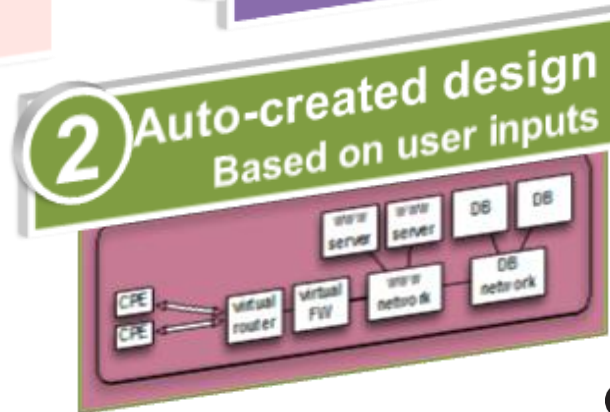 2
Auto-created design
Based on user inputs
www
server
www
server
DB
DB
CPE
CPE
virtual
router
virtual
FW
www
network
DB
network